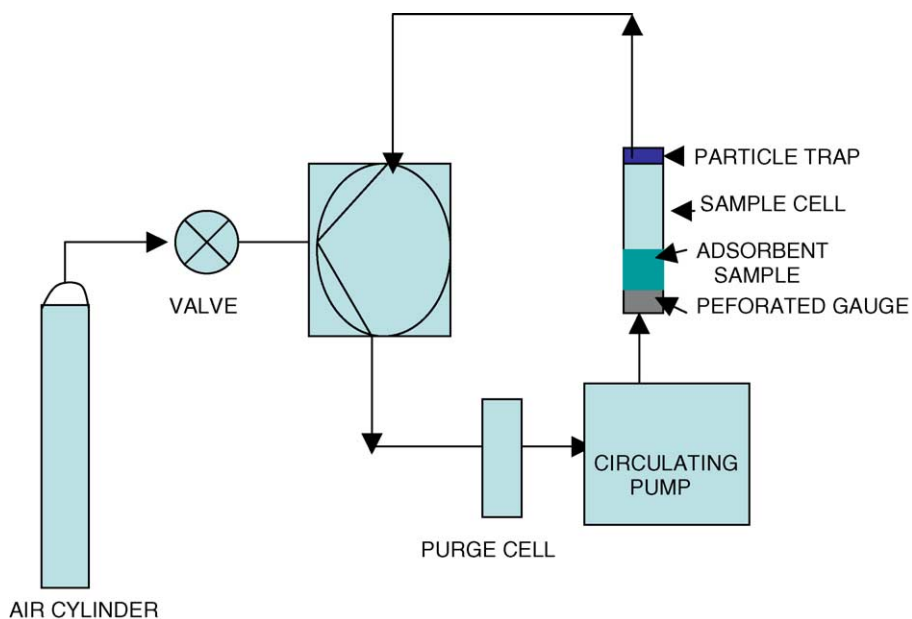 PARTICLE TRAP
SAMPLE CELL
ADSORBENT
SAMPLE
PEFORATED GAUGE
VALVE
CIRCULATING
PUMP
PURGE CELL
AIR CYLINDER